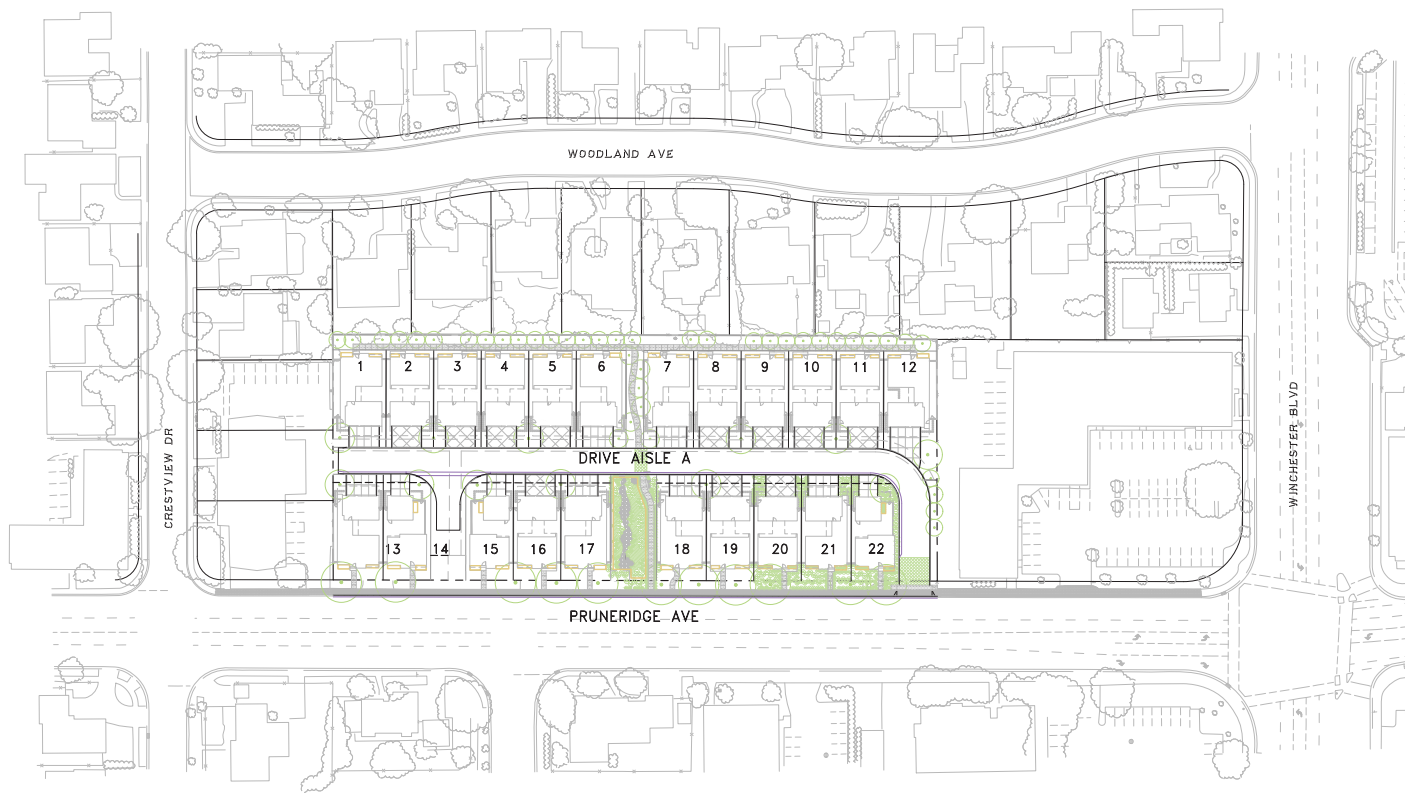 WOODLAND AVE
1 2 3 4 5 6 7 8 9 10 11 12
CRESTVIEW DR
WINCHESTER BLVD
DRIVE AISLE A
13 14 15 16 17 18 19 20 21 22
PRUNERIDGE AVE